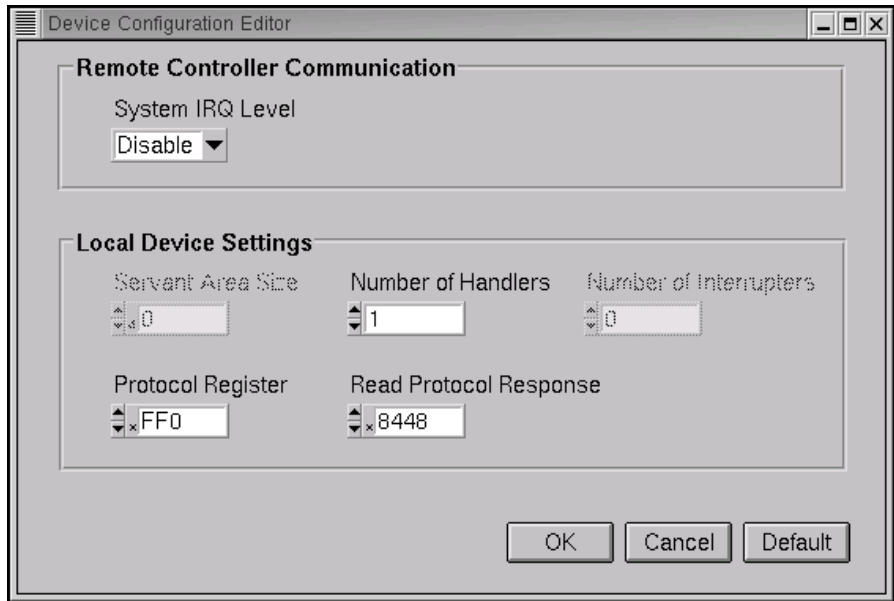 Device Configuration Editor
Remote Controller Communication
System IRQ Level
Disable
Local Device Settings
Servant Area Size Number of Handlers Number of Interrupters
d 0 1 0
Protocol Register Read Protocol Response
x FF0 x 8448
OK Cancel Default